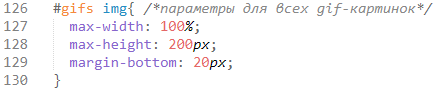 126 #gifs img{ /*параметры для всех gif-картинок*/
127 max-width: 100%;
128 max-height: 200px;
129 margin-bottom: 20px;
130 }